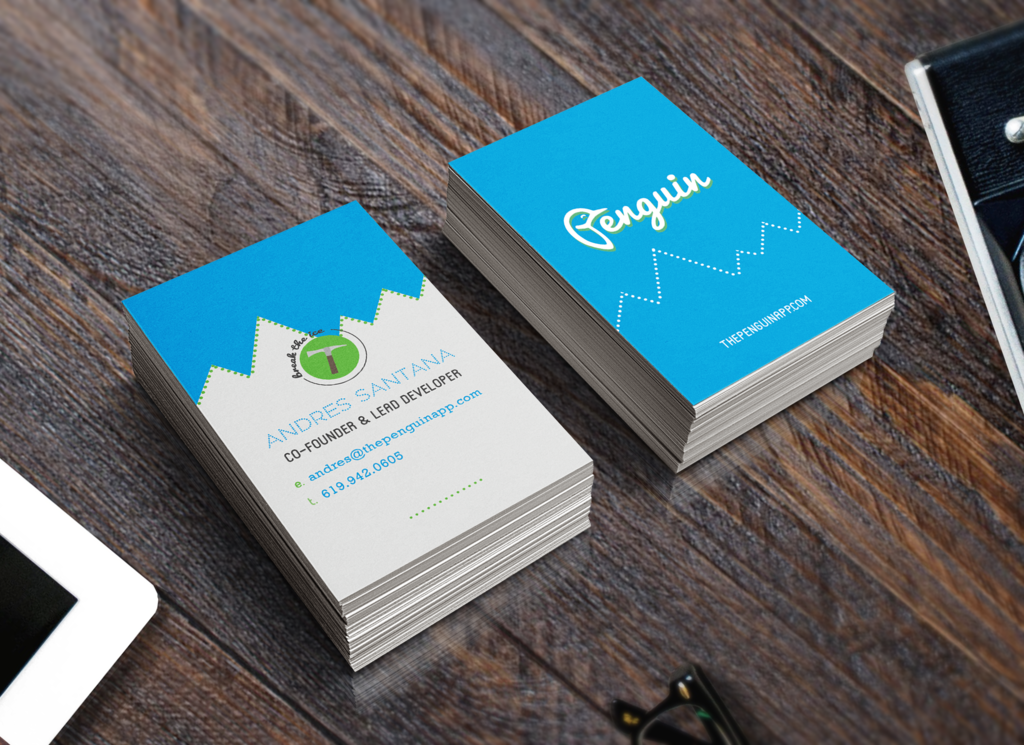 break the ice
ANDRES SANTANA
CO-FOUNDER & LEAD DEVELOPER
e. andres@thepenguinapp.com
t. 619.942.0605
Penguin
THEPENGUINAPP.COM